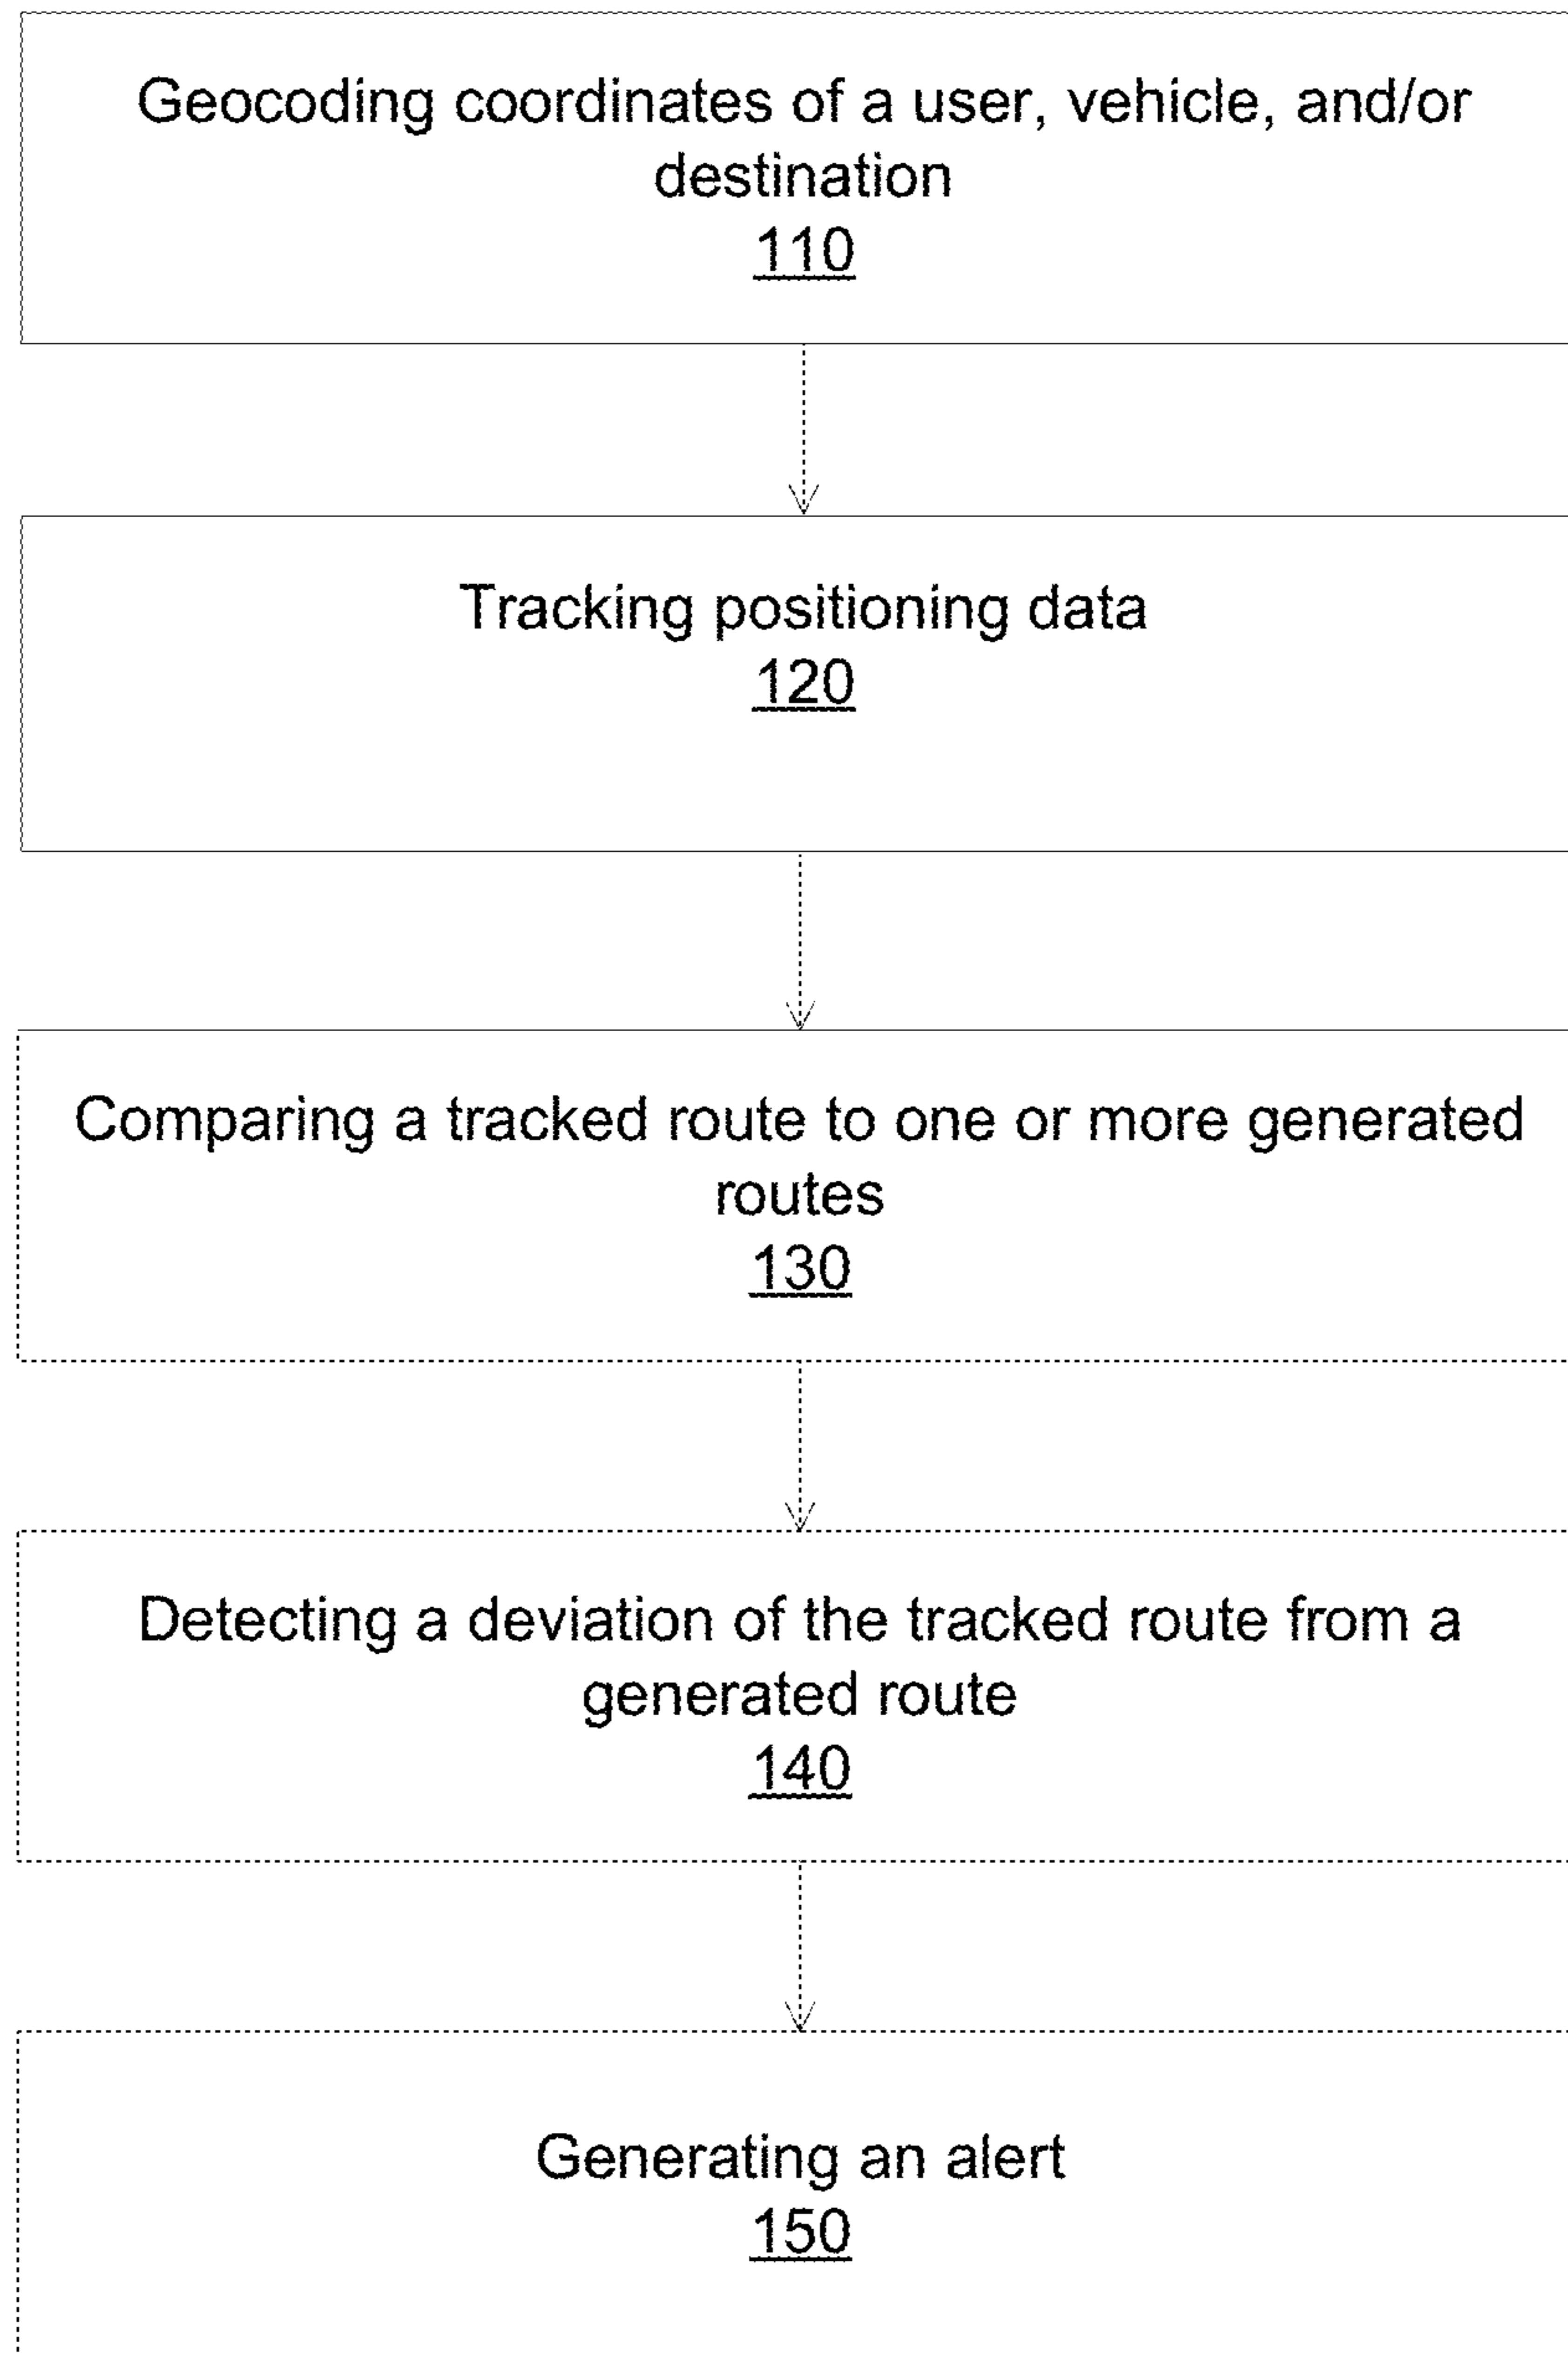 Geocoding coordinates of a user, vehicle, and/or
destination
110
Tracking positioning data
120
Comparing a tracked route to one or more generated
routes
130
Detecting a deviation of the tracked route from a
generated route
140
Generating an alert
150